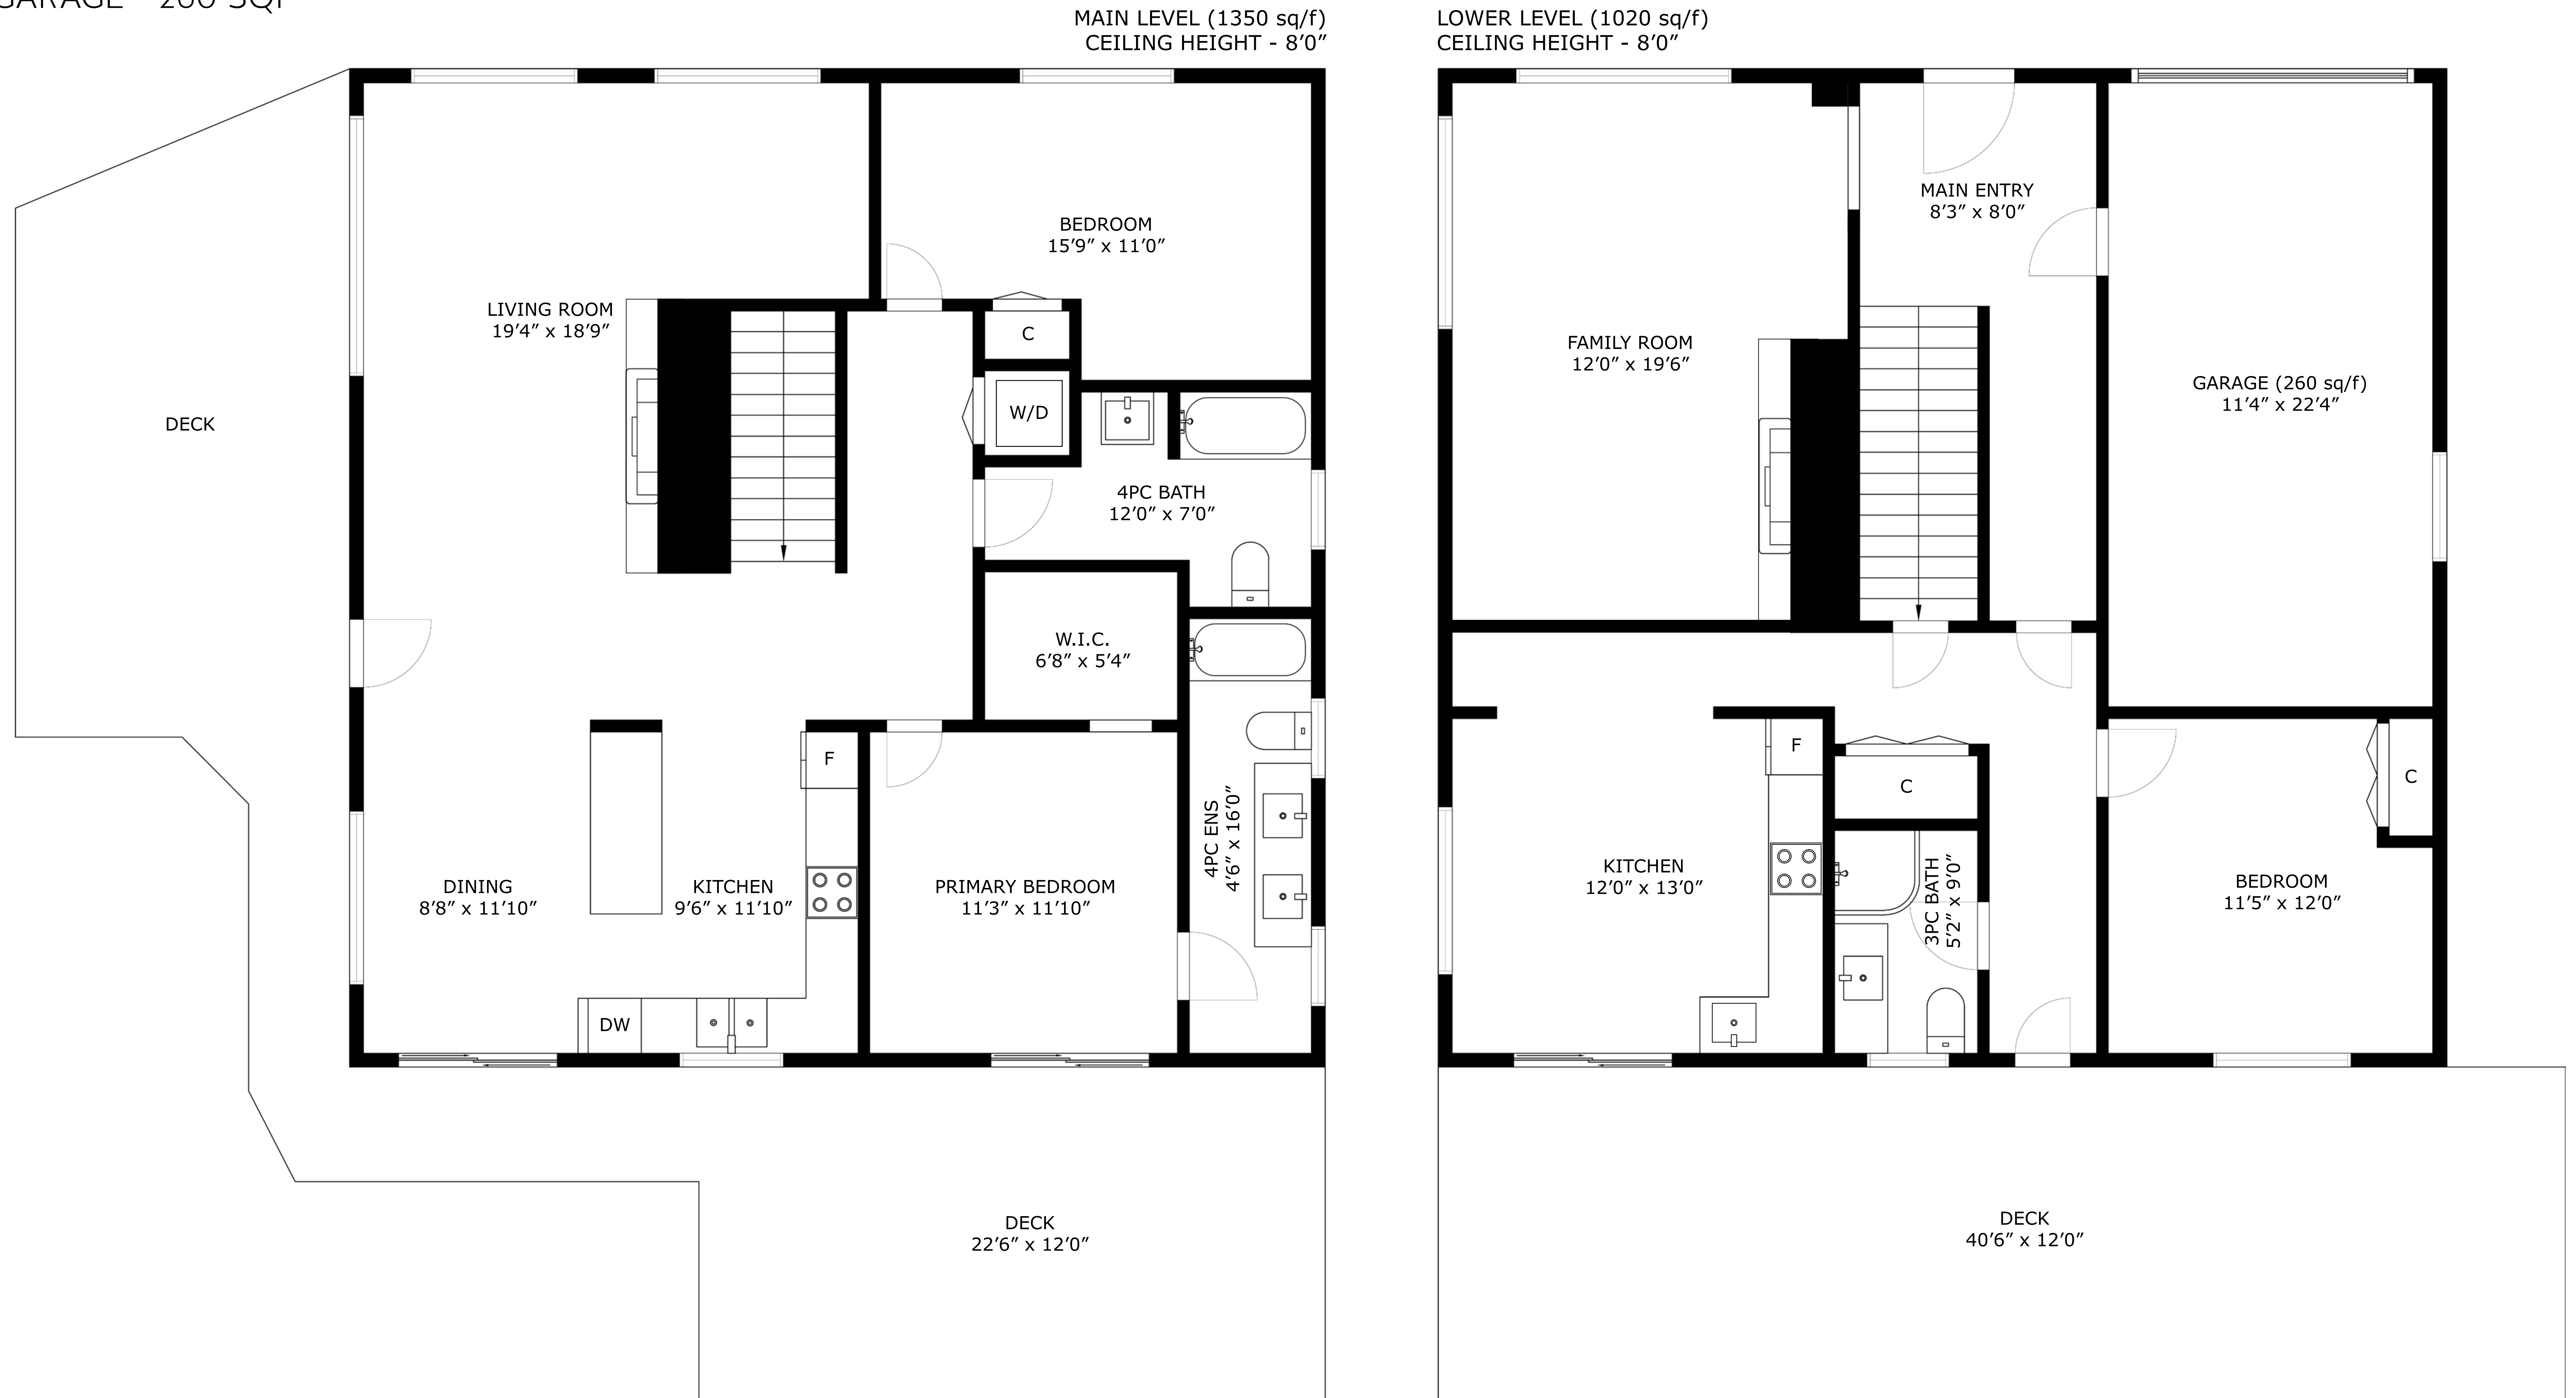 GARAGE - 260 SQF
MAIN LEVEL (1350 sq/f)
CEILING HEIGHT - 8’0”
BEDROOM
15’9” x 11’0”
LIVING ROOM
19’4” x 18’9”
C
DECK
W/D
4PC BATH
12’0” x 7’0”
W.I.C.
6’8” x 5’4”
F
4PC ENS
4’6” x 16’0”
DINING
8’8” x 11’10”
KITCHEN
9’6” x 11’10”
PRIMARY BEDROOM
11’3” x 11’10”
DW
DECK
22’6” x 12’0”
LOWER LEVEL (1020 sq/f)
CEILING HEIGHT - 8’0”
MAIN ENTRY
8’3” x 8’0”
FAMILY ROOM
12’0” x 19’6”
GARAGE (260 sq/f)
11’4” x 22’4”
F
C
C
KITCHEN
12’0” x 13’0”
3PC BATH
5’2” x 9’0”
BEDROOM
11’5” x 12’0”
DECK
40’6” x 12’0”